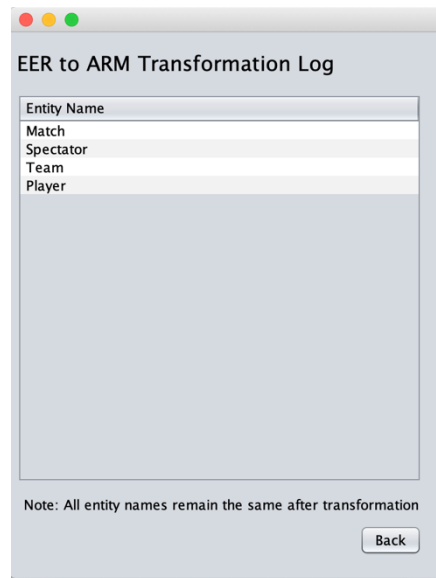 EER to ARM Transformation Log
Entity Name
Match
Spectator
Team
Player
Note: All entity names remain the same after transformation
Back